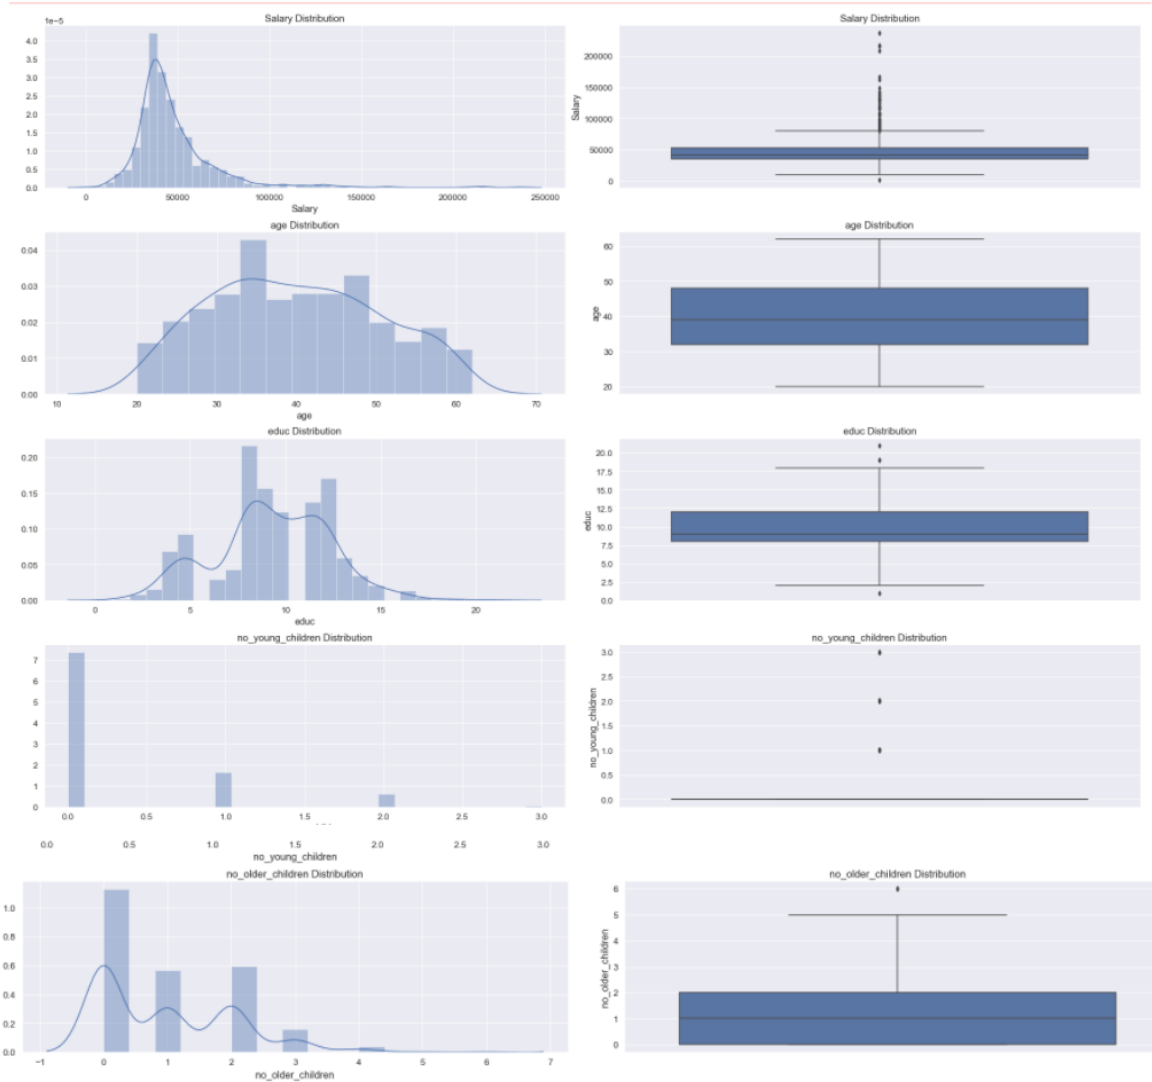 Salary Distribution
1e-5
4.0
3.5
3.0
2.5
2.0
1.5
1.0
0.5
0.0
0 50000 100000 150000 200000 250000
Salary
Salary Distribution
200000
150000
100000
50000
0
Salary
age Distribution
0.04
0.03
0.02
0.01
0.00
10 20 30 40 50 60 70
age
age Distribution
60
50
40
30
20
age
educ Distribution
0.20
0.15
0.10
0.05
0.00
0 5 10 15 20
educ
educ Distribution
20.0
17.5
15.0
12.5
10.0
7.5
5.0
2.5
0.0
educ
no_young_children Distribution
7
6
5
4
3
2
1
0
0.0 0.5 1.0 1.5 2.0 2.5 3.0
0.0 0.5 1.0 1.5 2.0 2.5 3.0
no_young_children
no_young_children Distribution
3.0
2.5
2.0
1.5
1.0
0.5
0.0
no_young_children
no_older_children Distribution
1.0
0.8
0.6
0.4
0.2
0.0
−1 0 1 2 3 4 5 6 7
no_older_children
no_older_children Distribution
6
5
4
3
2
1
0
no_older_children